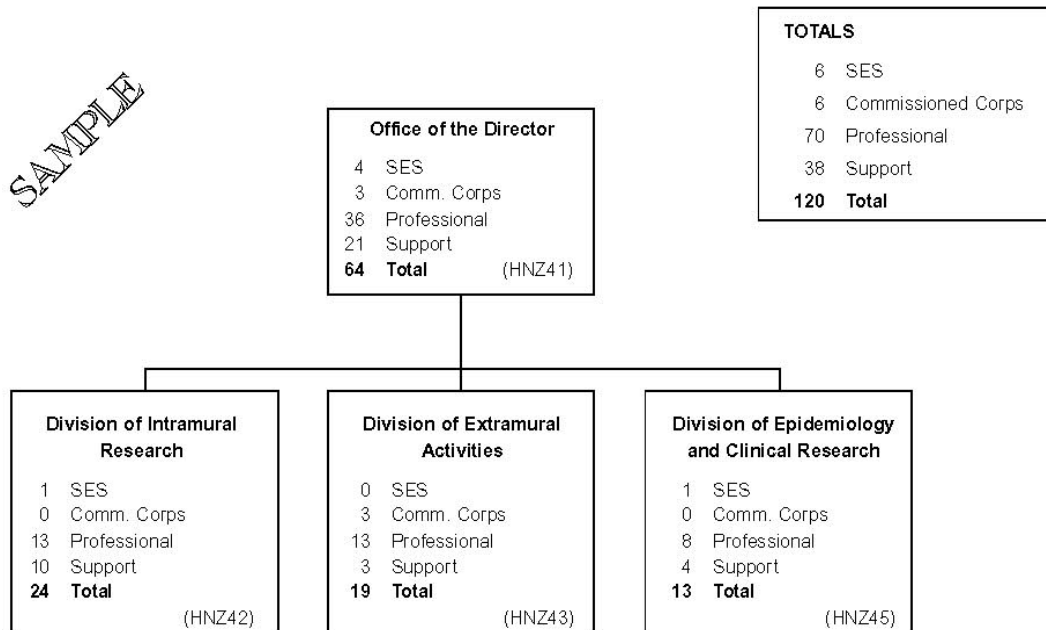 SAMPLE
TOTALS
6 SES
6 Commissioned Corps
70 Professional
38 Support
120 Total
Office of the Director
4 SES
3 Comm. Corps
36 Professional
21 Support
64 Total (HNZ41)
Division of Intramural
Research
1 SES
0 Comm. Corps
13 Professional
10 Support
24 Total
(HNZ42)
Division of Extramural
Activities
0 SES
3 Comm. Corps
13 Professional
3 Support
19 Total
(HNZ43)
Division of Epidemiology
and Clinical Research
1 SES
0 Comm. Corps
8 Professional
4 Support
13 Total
(HNZ45)